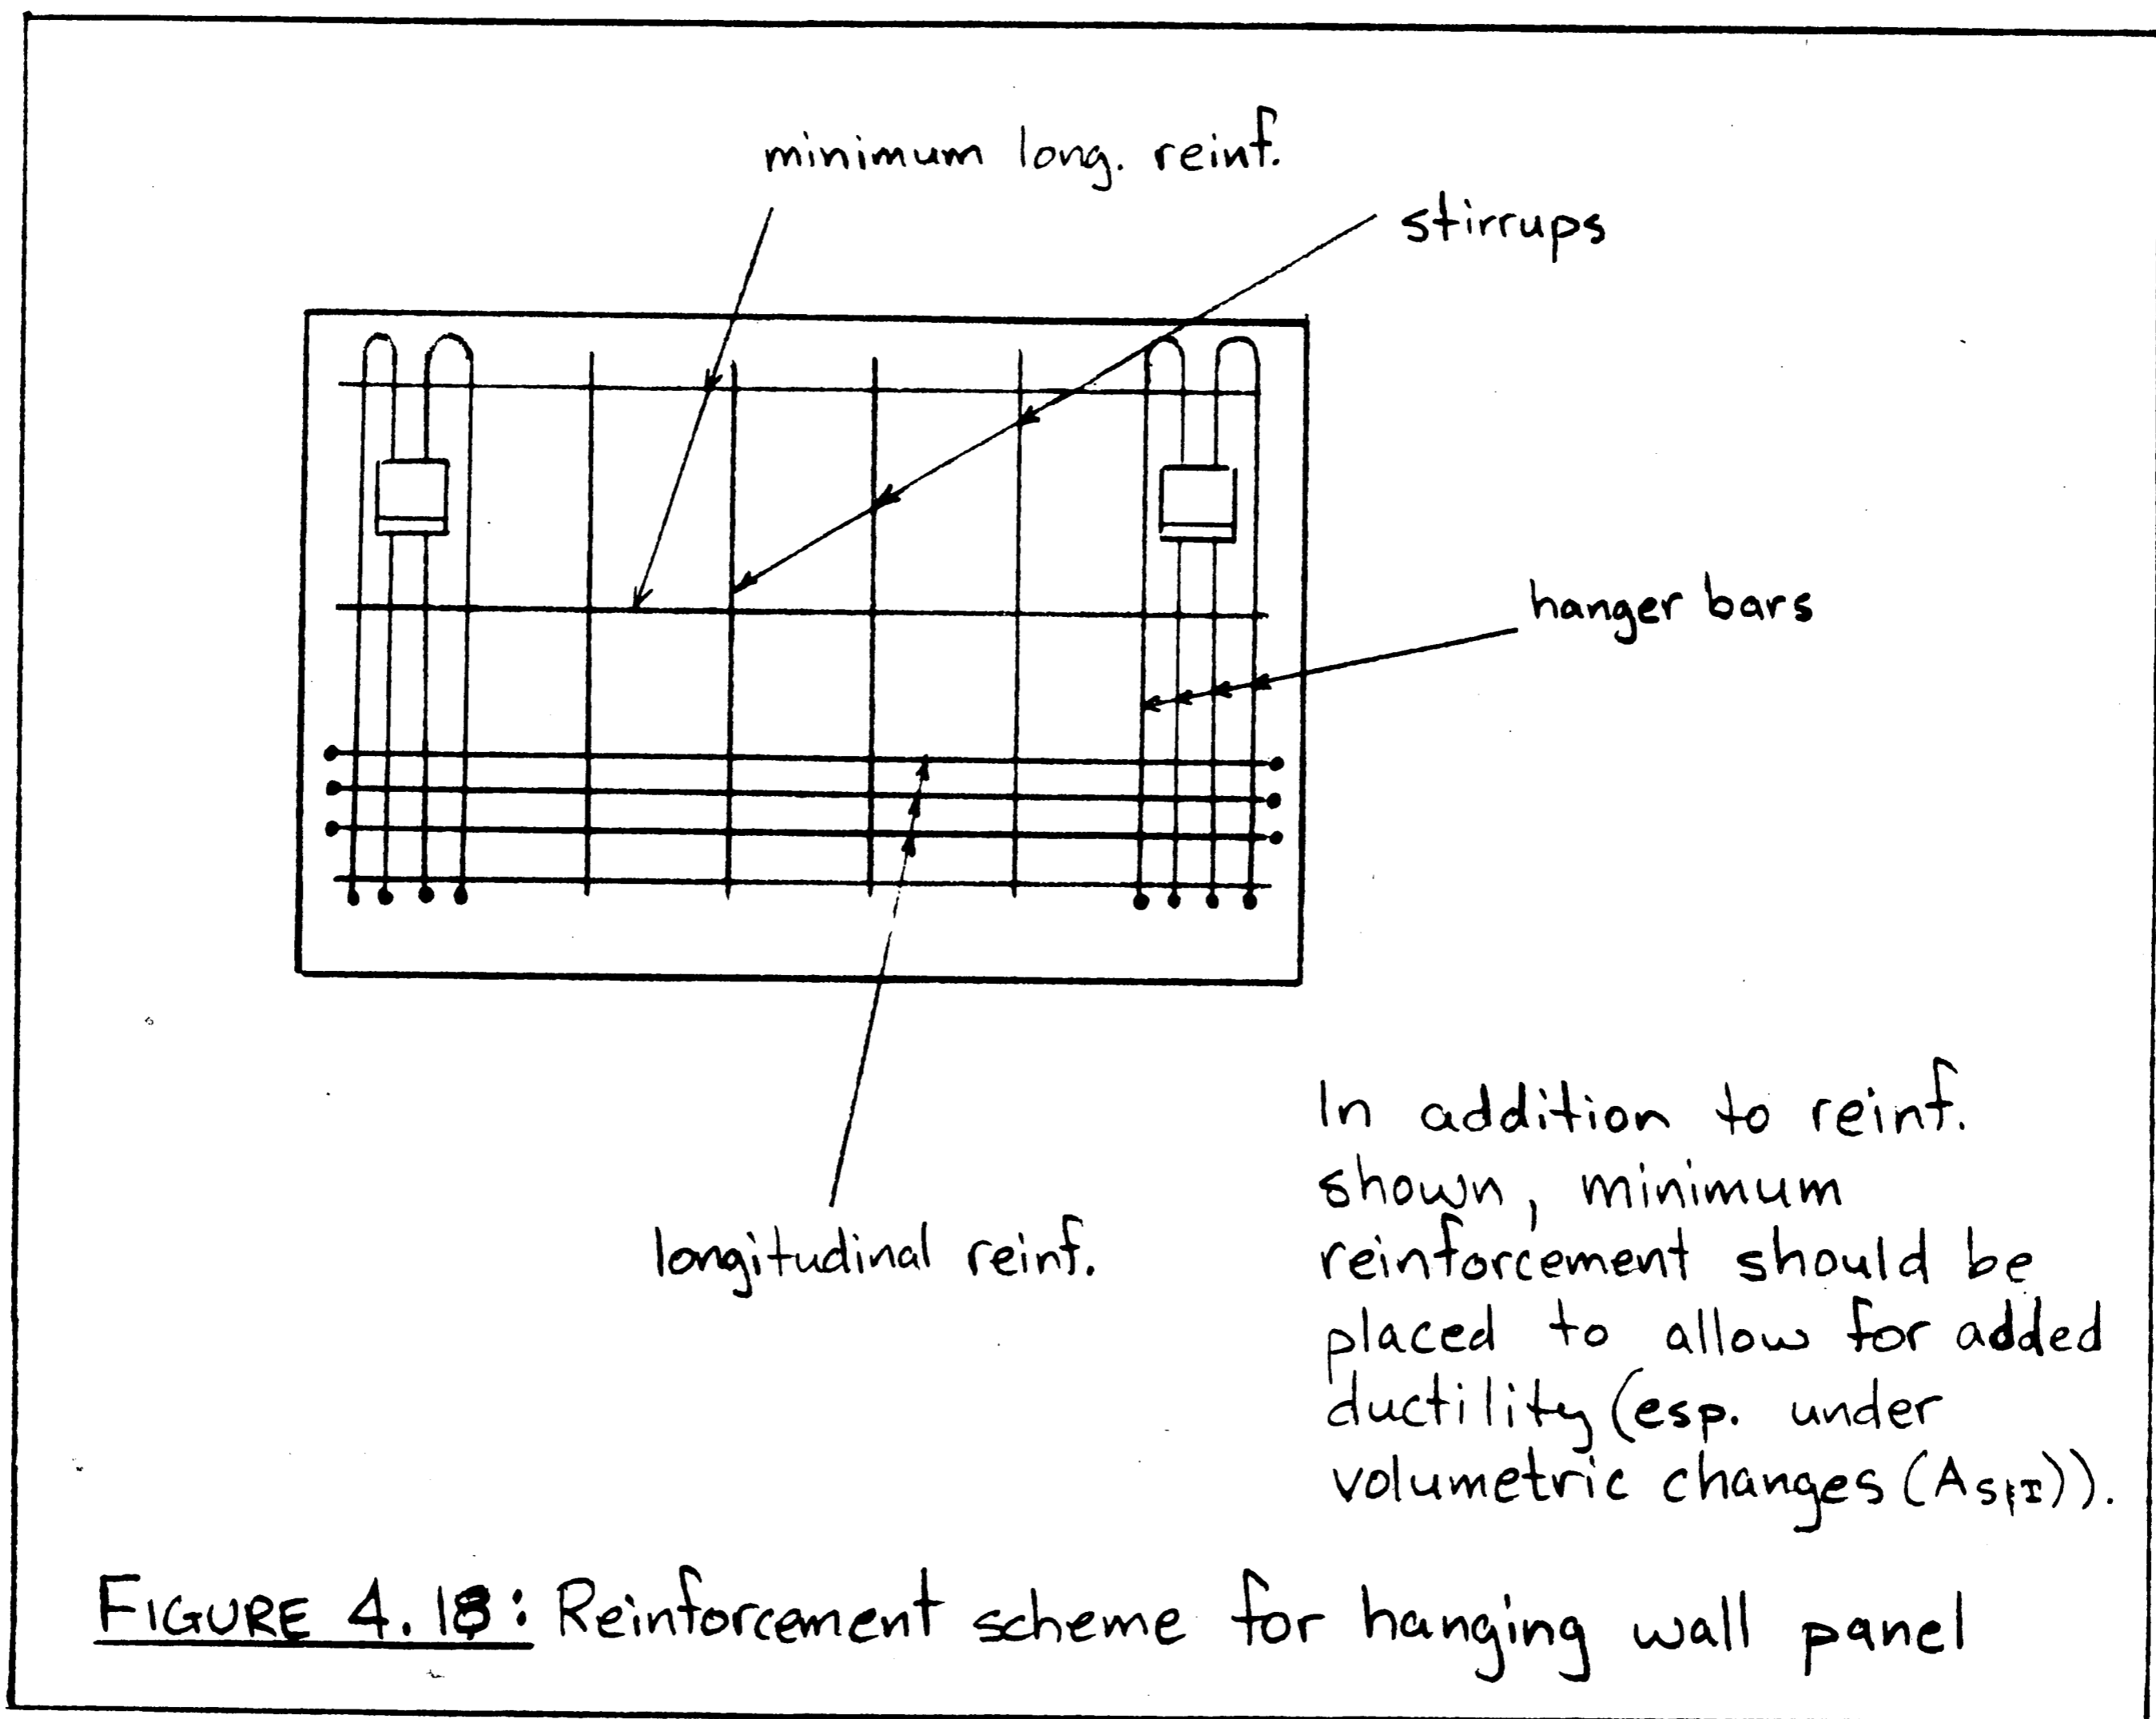 minimum long. reinf.
stirrups
hanger bars
longitudinal reinf.
In addition to reinf.
shown, minimum
reinforcement should be
placed to allow for added
ductility (esp. under
volumetric changes (
FIGURE 4.18: Reinforcement scheme for hanging wall panel